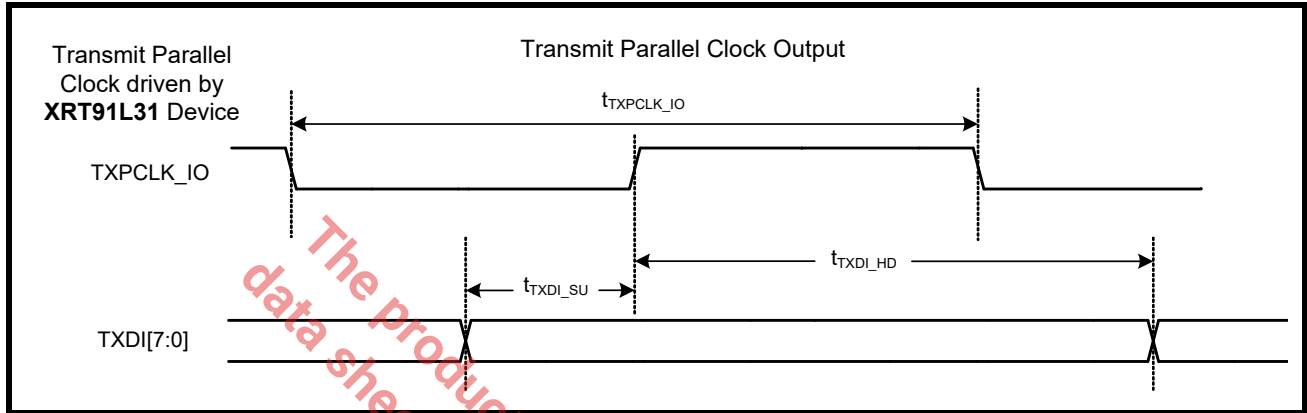 Transmit Parallel
Clock driven by
XRT91L31 Device
Transmit Parallel Clock Output
tTXPCLK_IO
TXPCLK_IO
tTXDI_HD
tTXDI_SU
TXDI[7:0]
The produc
data shee